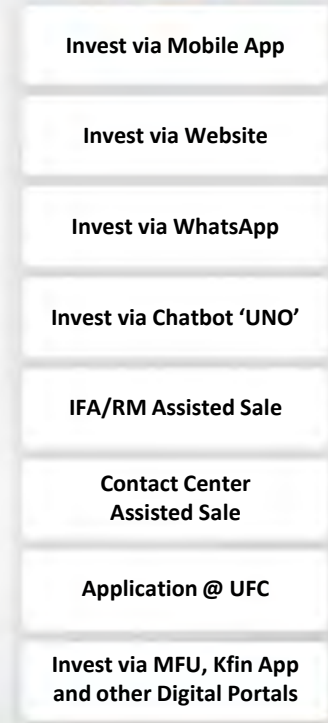 Invest via Mobile App
Invest via Website
Invest via WhatsApp
Invest via Chatbot ‘UNO’
IFA/RM Assisted Sale
Contact Center
Assisted Sale
Application @ UFC
Invest via MFU, Kfin App
and other Digital Portals